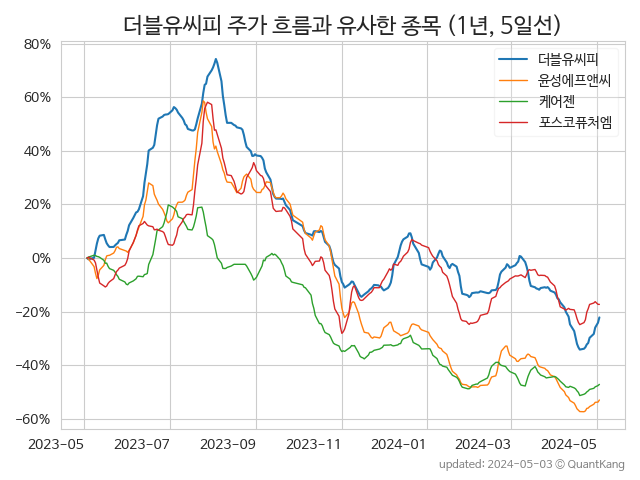 더블유씨피 주가 흐름과 유사한 종목 (1년, 5일선)
80%
60%
40%
20%
0%
−20%
−40%
−60%
더블유씨피
윤성에프앤씨
케어젠
포스코퓨처엠
2023-05
2023-07
2023-09
2023-11
2024-01
2024-03
2024-05
updated: 2024-05-03 ⓒ QuantKang